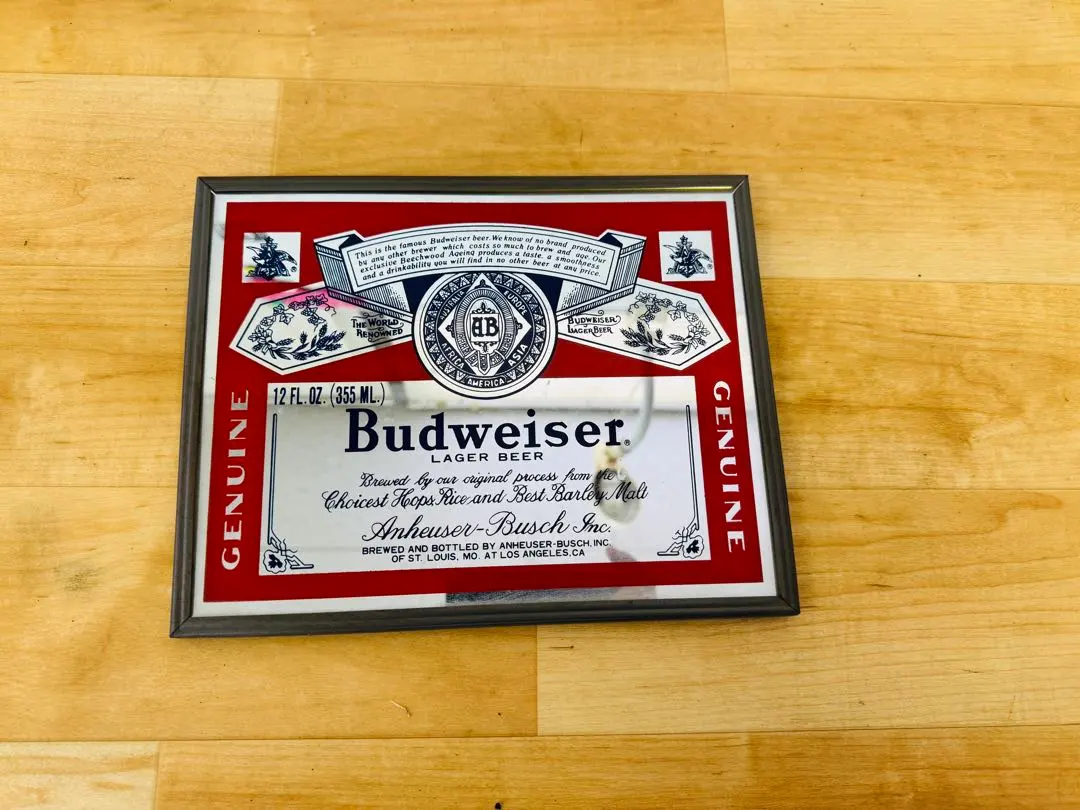 This is the famous Budweiser beer. We know of no brand produced
by any other brewer which costs so much to brew and age. Our
exclusive Beechwood Ageing produces a taste, a smoothness
and a drinkability you will find in no other beer at any price.
®
®
THE WORLD
RENOWNED
BUDWEISER
LAGER BEER
EUROPE
AB
AFRICA
ASIA
AMERICA
GENUINE
12 FL. OZ. (355 ML.)
Budweiser®
LAGER BEER
Brewed by our original process from the
Choicest Hops, Rice and Best Barley Malt
Anheuser-Busch Inc.
BREWED AND BOTTLED BY ANHEUSER-BUSCH, INC.
OF ST. LOUIS, MO. AT LOS ANGELES, CA
GENUINE